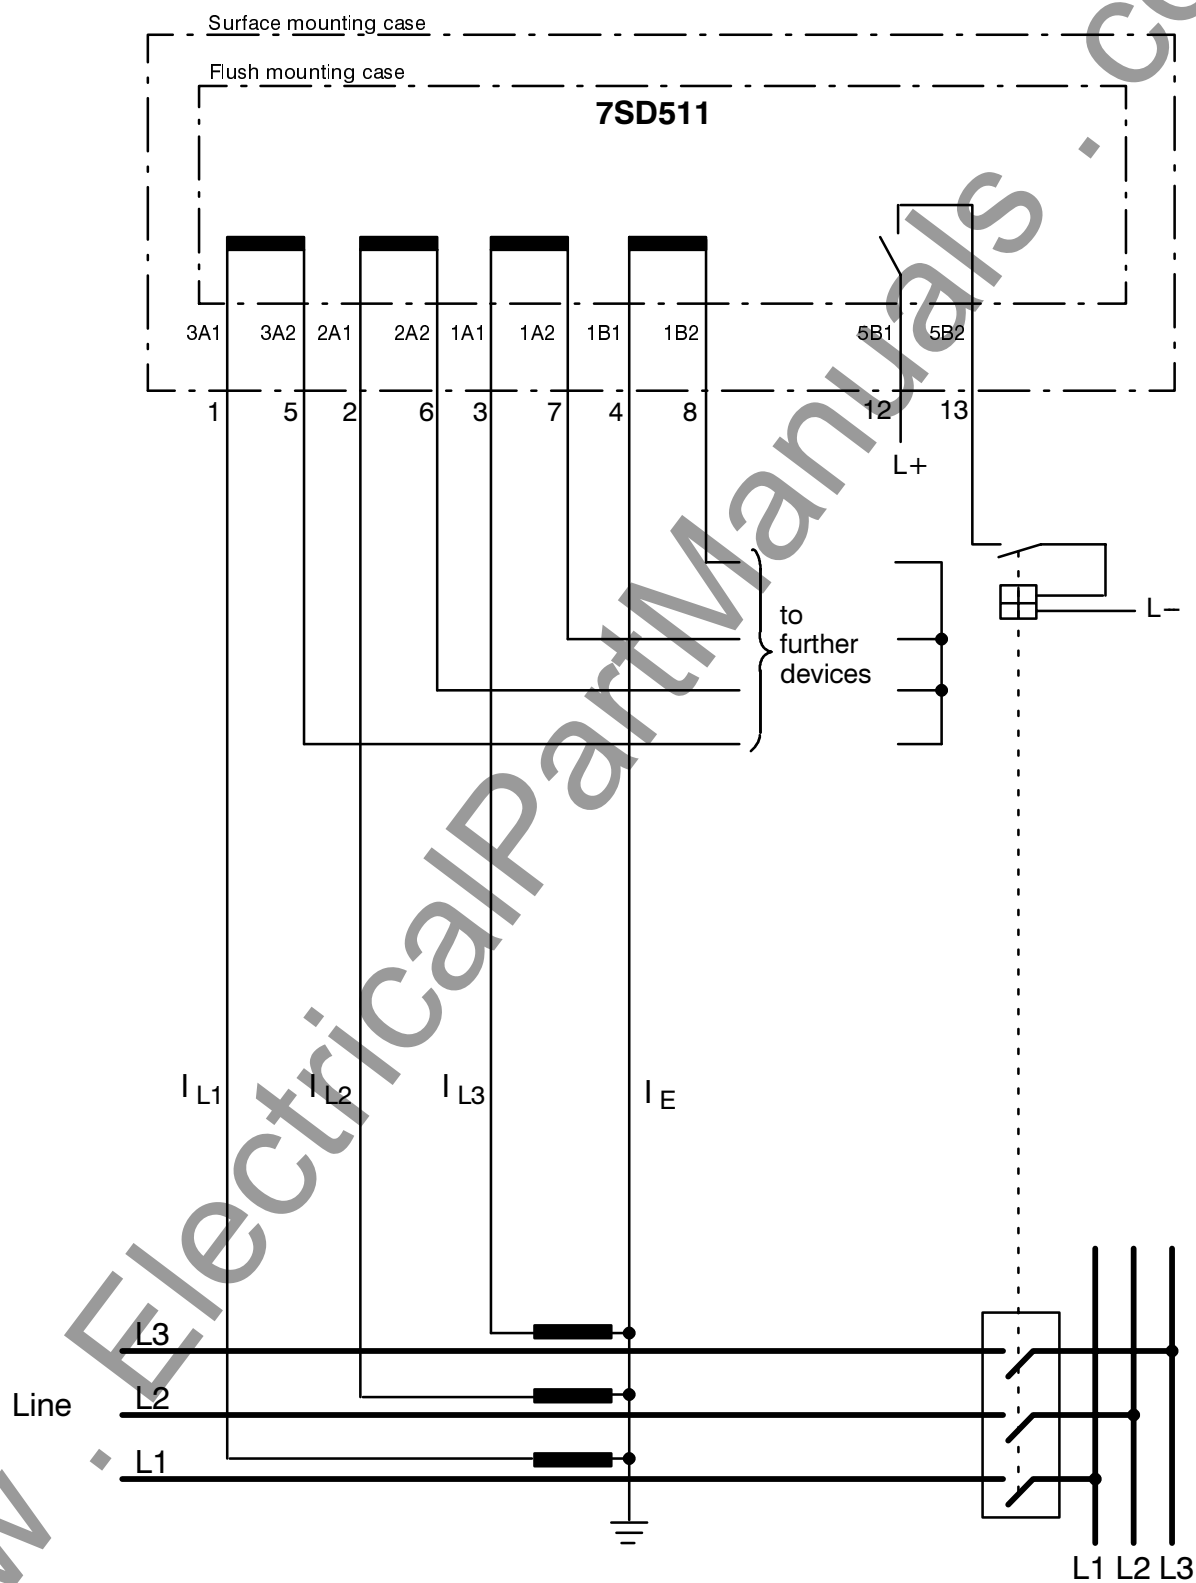 Surface mounting case
Flush mounting case
7SD511
3A1 3A2 2A1 2A2 1A1 1A2 1B1 1B2 5B1 5B2
1 5 2 6 3 7 4 8 12 13
L+
to
further
devices
L−
I L1 I L2 I L3 I E
L3
Line L2
L1
L1 L2 L3
w . ElectricalPartManuals . co